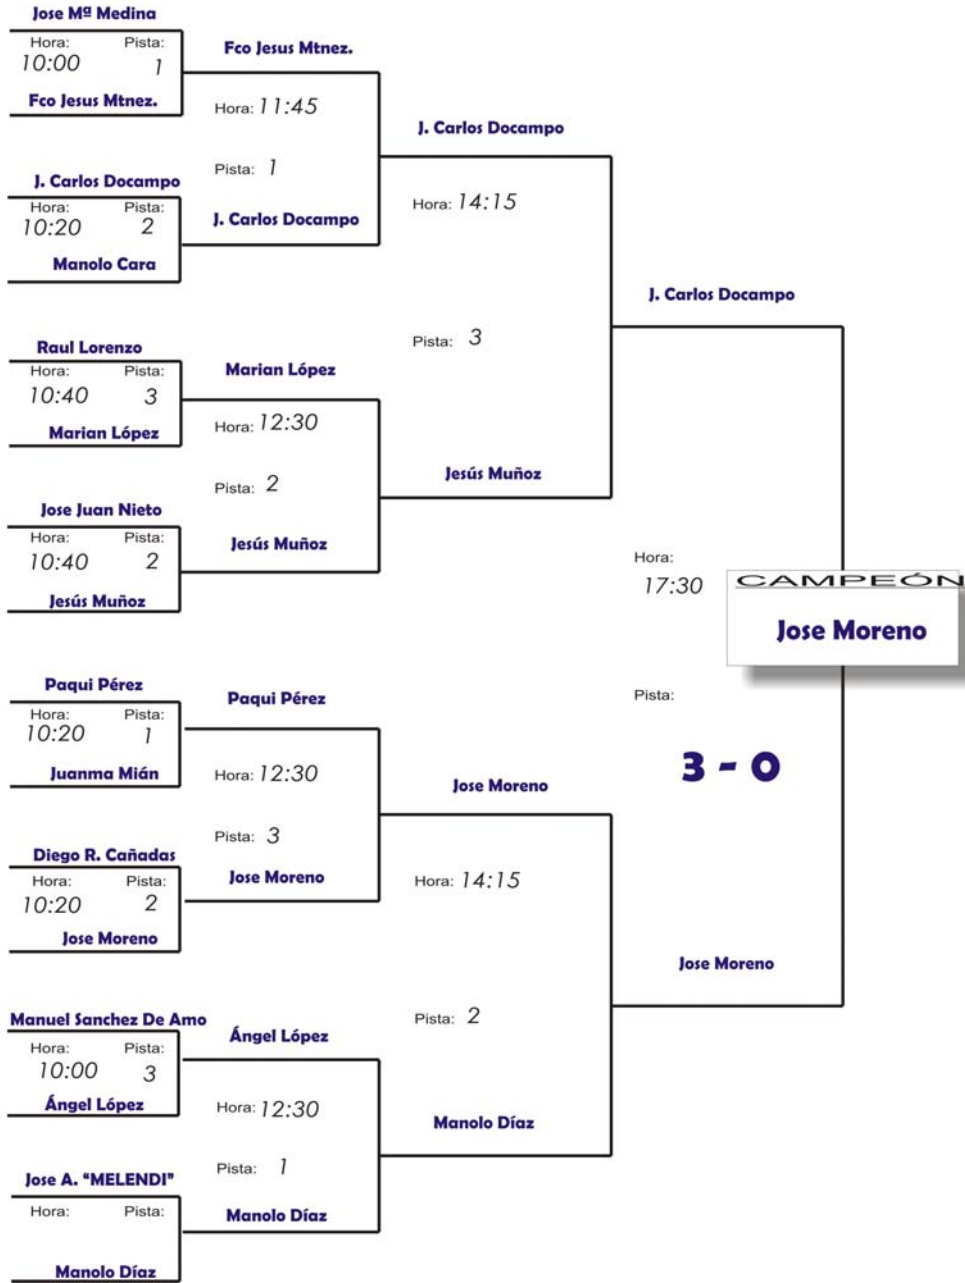 Jose Mª Medina
Hora: Pista:
10:00 1
Fco Jesus Mtnez.
J. Carlos Docampo
Hora: Pista:
10:20 2
Manolo Cara
Raul Lorenzo
Hora: Pista:
10:40 3
Marian López
Jose Juan Nieto
Hora: Pista:
10:40 2
Jesús Muñoz
Paqui Pérez
Hora: Pista:
10:20 1
Juanma Mián
Diego R. Cañadas
Hora: Pista:
10:20 2
Jose Moreno
Manuel Sanchez De Amo
Hora: Pista:
10:00 3
Ángel López
Jose A. “MELENDI”
Hora: Pista:
Manolo Díaz
Fco Jesus Mtnez.
Hora: 11:45
Pista: 1
J. Carlos Docampo
Marian López
Hora: 12:30
Pista: 2
Jesús Muñoz
Paqui Pérez
Hora: 12:30
Pista: 3
Jose Moreno
Ángel López
Hora: 12:30
Pista: 1
Manolo Díaz
J. Carlos Docampo
Hora: 14:15
Pista: 3
Jesús Muñoz
Jose Moreno
Hora: 14:15
Pista: 2
Manolo Díaz
J. Carlos Docampo
Hora:
17:30
Pista:
3 - 0
Jose Moreno
CAMPEÓN
Jose Moreno